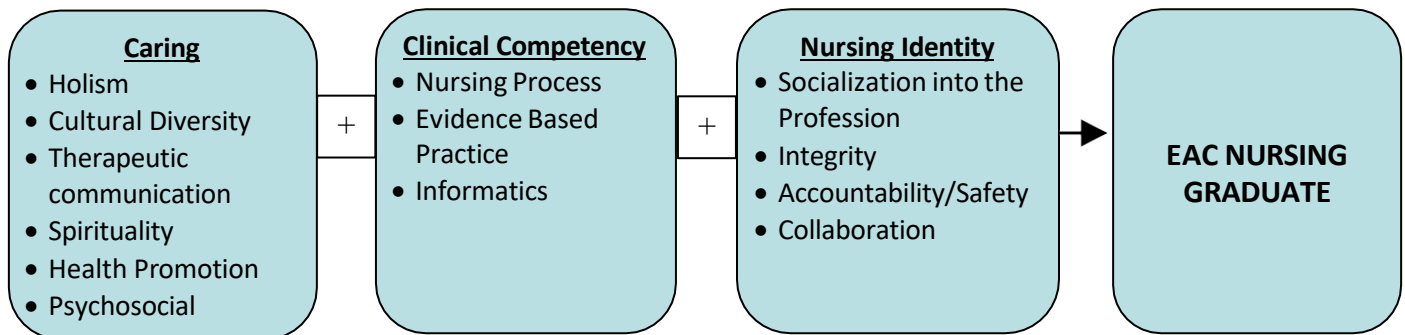 Caring
• Holism
• Cultural Diversity
• Therapeutic
communication
• Spirituality
• Health Promotion
• Psychosocial
+
Clinical Competency
• Nursing Process
• Evidence Based
Practice
• Informatics
+
Nursing Identity
• Socialization into the
Profession
• Integrity
• Accountability/Safety
• Collaboration
EAC NURSING
GRADUATE